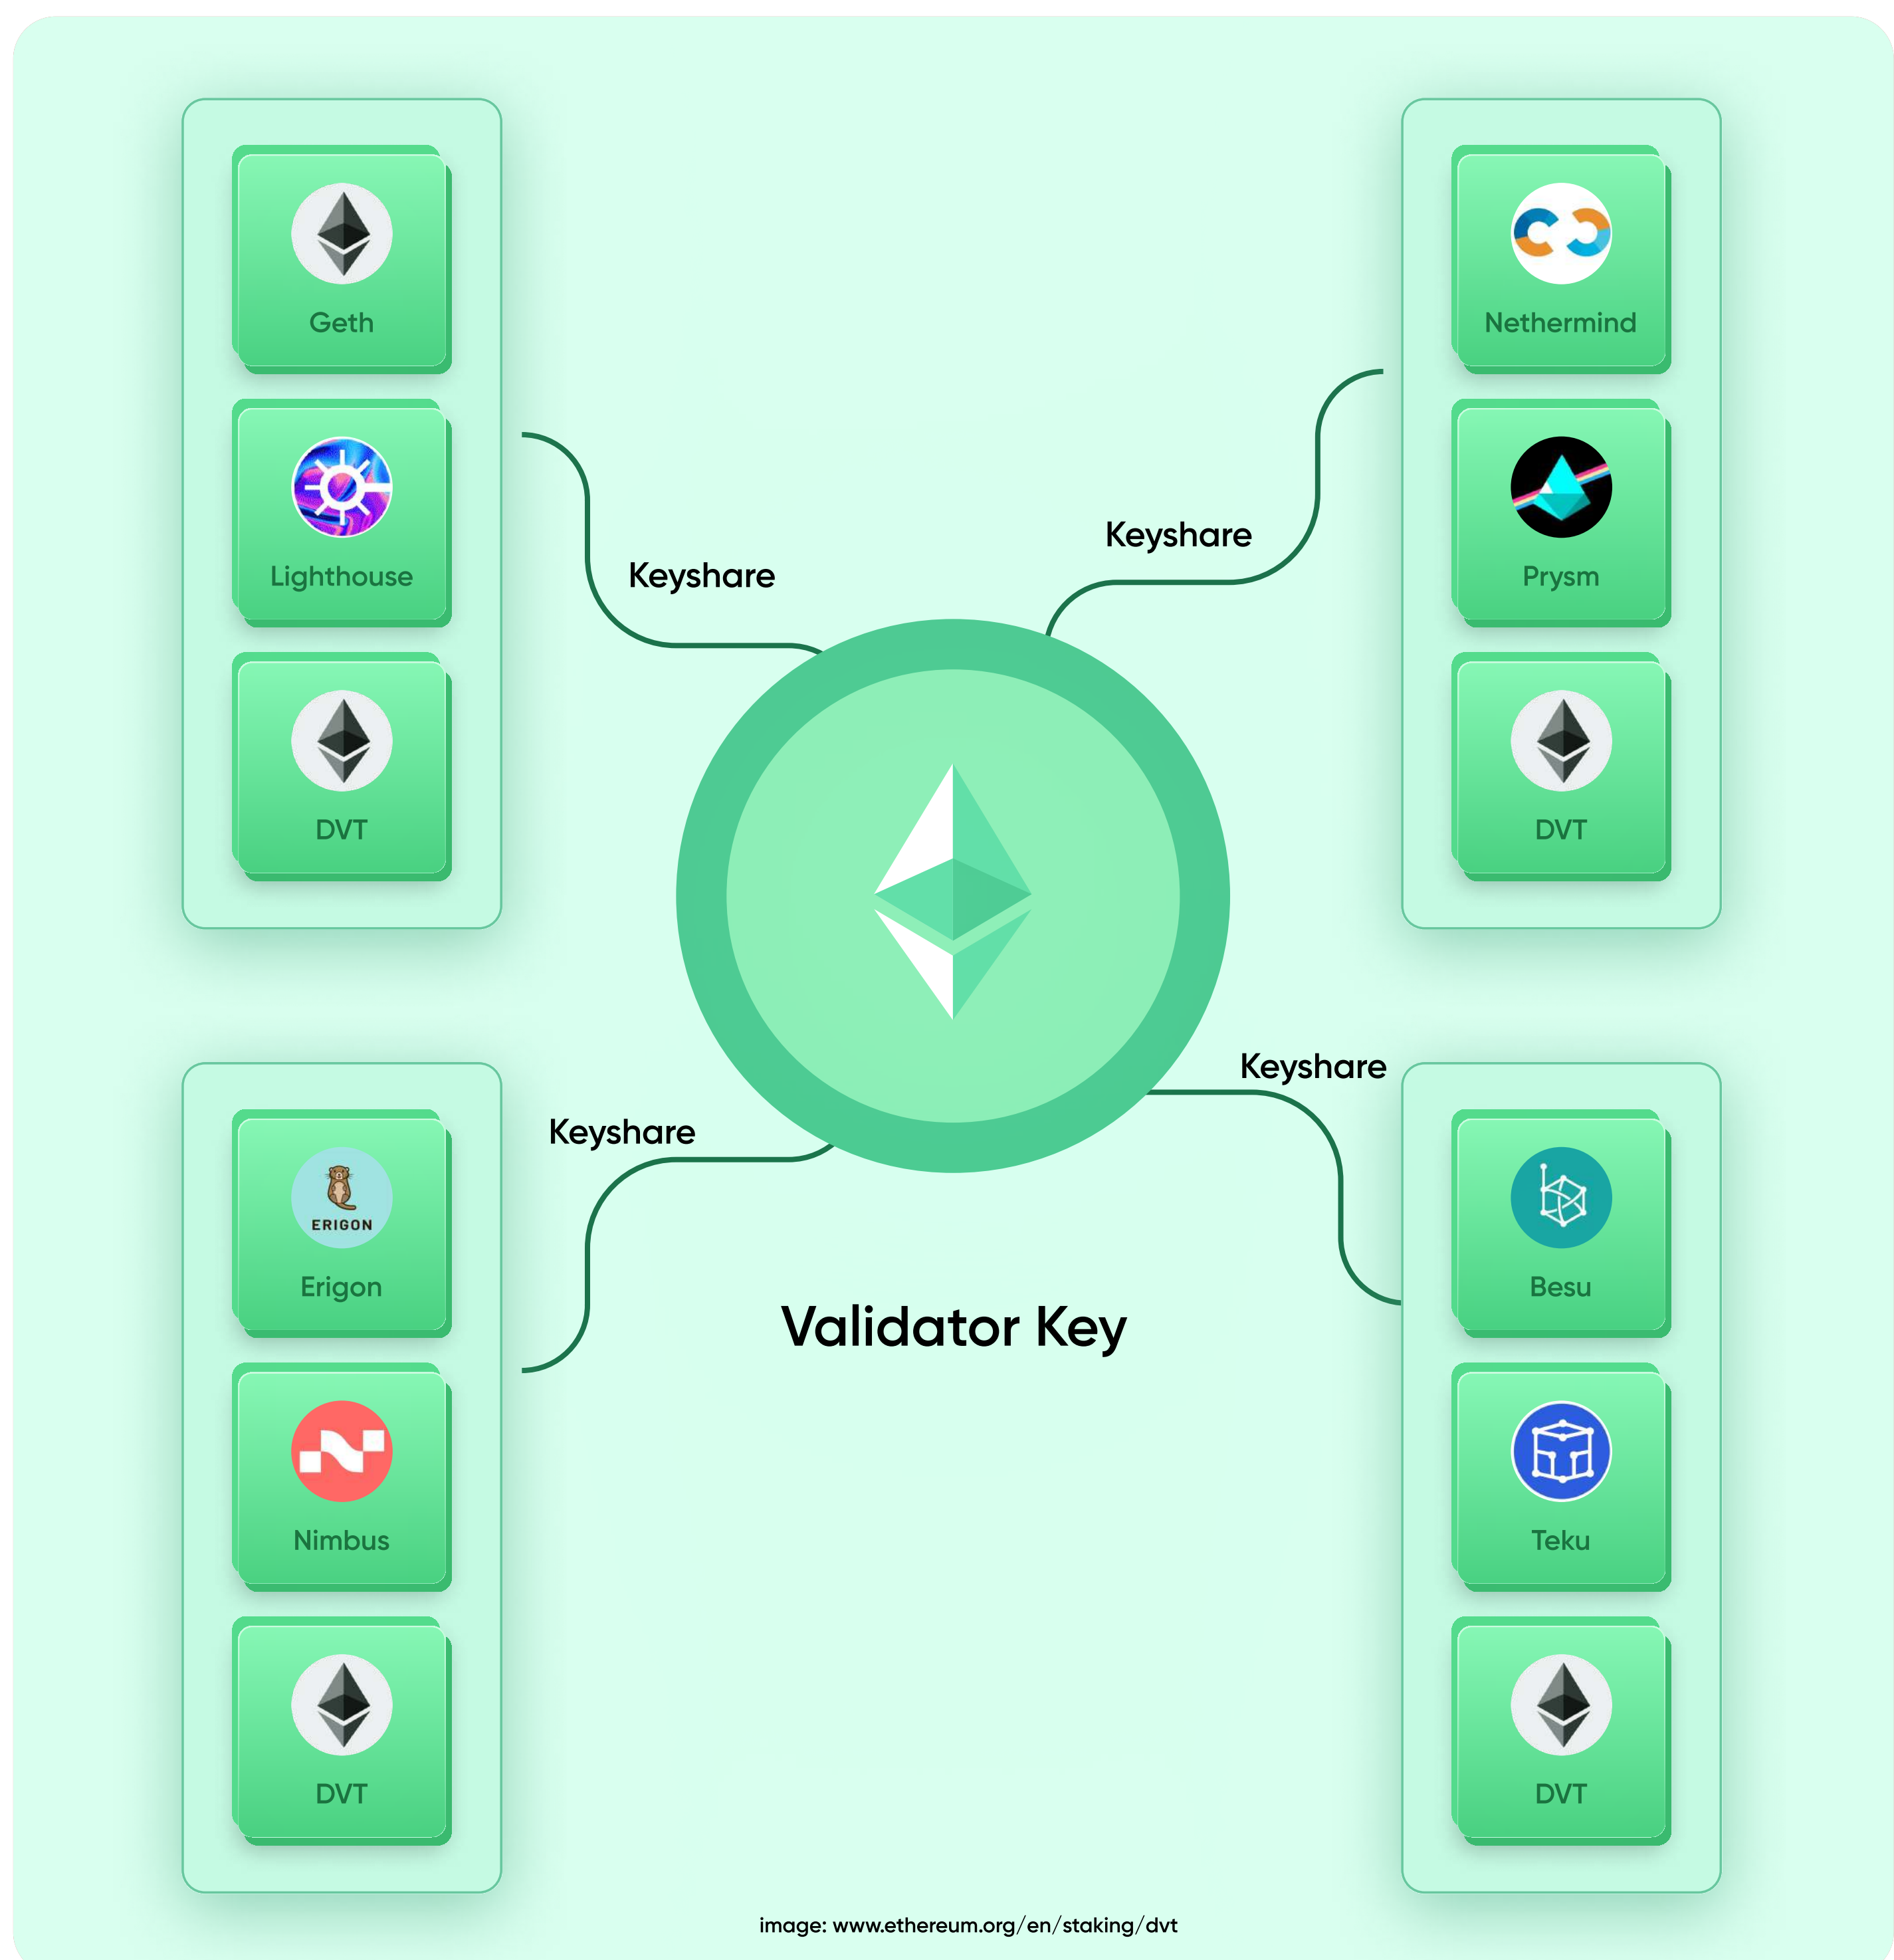 Geth
Lighthouse
DVT
Nethermind
Prysm
DVT
Keyshare
Keyshare
Keyshare
Keyshare
Validator Key
ERIGON
Erigon
Nimbus
DVT
Besu
Teku
DVT
image: www.ethereum.org/en/staking/dvt